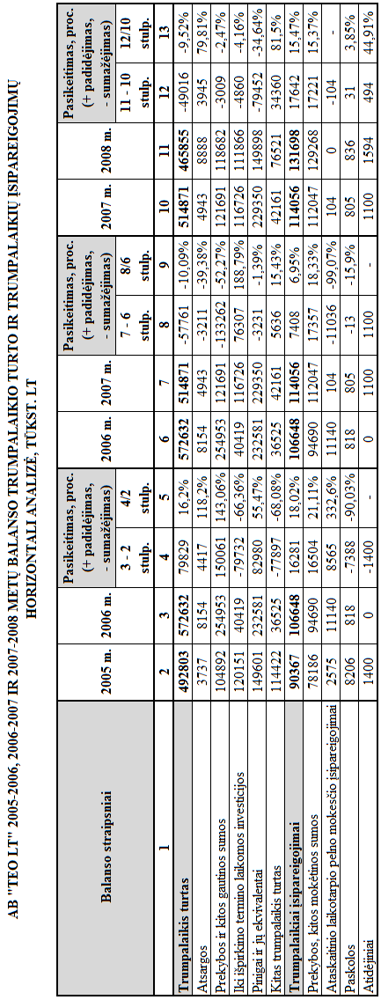 AB "TEO LT" 2005-2006, 2006-2007 IR 2007-2008 METŲ BALANSO TRUMPALAIKIO TURTO IR TRUMPALAIKIŲ ĮSIPAREIGOJIMŲ
HORIZONTALI ANALIZĖ, TŪKST. LT
Balanso straipsniai 2005 m. 2006 m. Pasikeitimas, proc. (+ padidėjimas, - sumažėjimas) 2006 m. 2007 m. Pasikeitimas, proc. (+ padidėjimas, - sumažėjimas) 2007 m. 2008 m. Pasikeitimas, proc. (+ padidėjimas, - sumažėjimas)
3 - 2 stulp. 4/2 stulp. 7 - 6 stulp. 8/6 stulp. 11 - 10 stulp. 12/10 stulp.
1 2 3 4 5 6 7 8 9 10 11 12 13
Trumpalaikis turtas 492803 572632 79829 16,2% 572632 514871 -57761 -10,09% 514871 465855 -49016 -9,52%
Atsargos 3737 8154 4417 118,2% 8154 4943 -3211 -39,38% 4943 8888 3945 79,81%
Prekybos ir kitos gautinos sumos 104892 254953 150061 143,06% 254953 121691 -133262 -52,27% 121691 118682 -3009 -2,47%
Iki išpirkimo termino laikomos investicijos 120151 40419 -79732 -66,36% 40419 116726 76307 188,79% 116726 111866 -4860 -4,16%
Pinigai ir jų ekvivalentai 149601 232581 82980 55,47% 232581 229350 -3231 -1,39% 229350 149898 -79452 -34,64%
Kitas trumpalaikis turtas 114422 36525 -77897 -68,08% 36525 42161 5636 15,43% 42161 76521 34360 81,5%
Trumpalaikiai įsipareigojimai 90367 106648 16281 18,02% 106648 114056 7408 6,95% 114056 131698 17642 15,47%
Prekybos, kitos mokėtinos sumos 78186 94690 16504 21,11% 94690 112047 17357 18,33% 112047 129268 17221 15,37%
Ataskaitinio laikotarpio pelno mokesčio įsipareigojimai 2575 11140 8565 332,6% 11140 104 -11036 -99,07% 104 0 -104 -
Paskolos 8206 818 -7388 -90,03% 818 805 -13 -15,9% 805 836 31 3,85%
Atidėjiniai 1400 0 -1400 - 0 1100 1100 - 1100 1594 494 44,91%